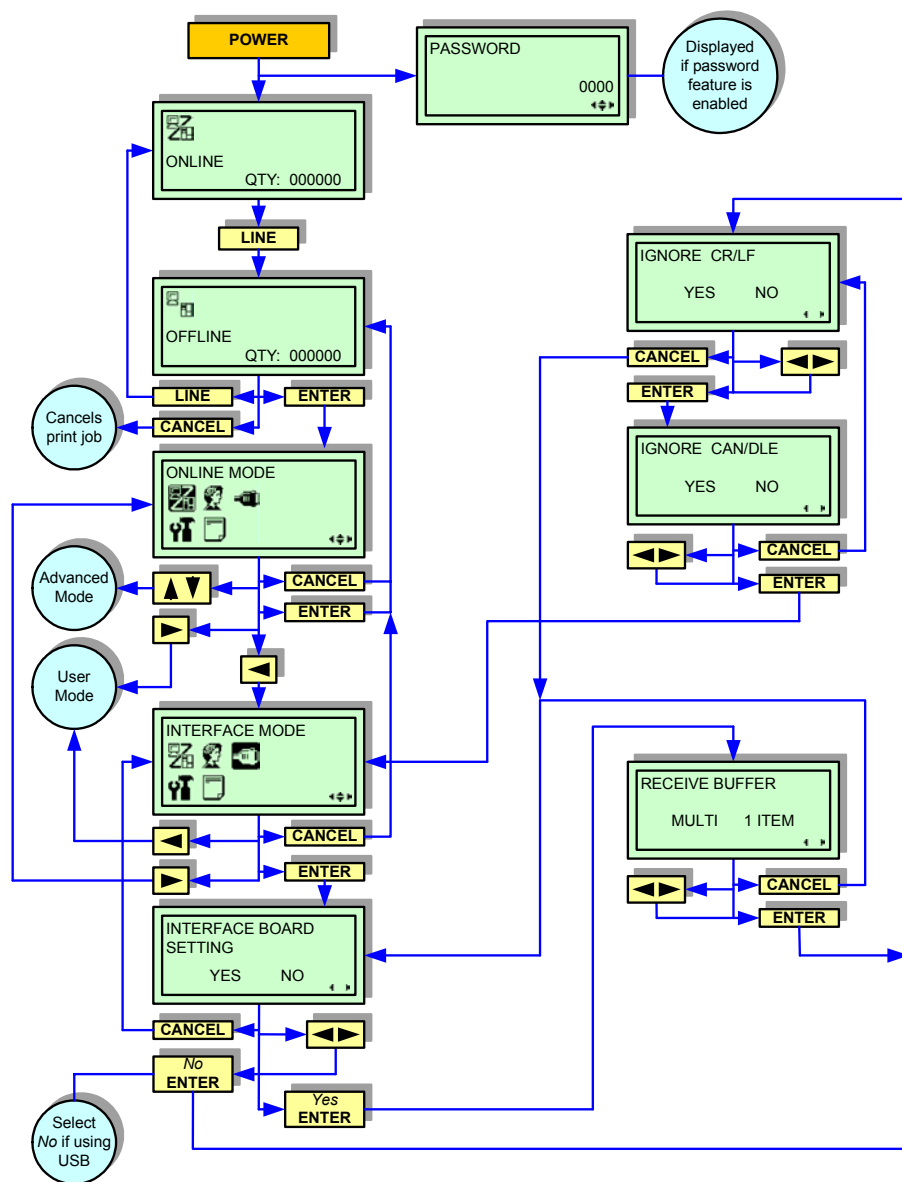 POWER
PASSWORD
0000
Displayed
if password
feature is
enabled
ONLINE
QTY: 000000
LINE
OFFLINE
QTY: 000000
LINE
ENTER
CANCEL
Cancels
print job
ONLINE MODE
Advanced
Mode
CANCEL
ENTER
User
Mode
INTERFACE MODE
CANCEL
ENTER
INTERFACE BOARD
SETTING
YES NO
CANCEL
No
ENTER
Yes
ENTER
Select
No if using
USB
IGNORE CR/LF
YES NO
CANCEL
ENTER
IGNORE CAN/DLE
YES NO
CANCEL
ENTER
RECEIVE BUFFER
MULTI 1 ITEM
CANCEL
ENTER